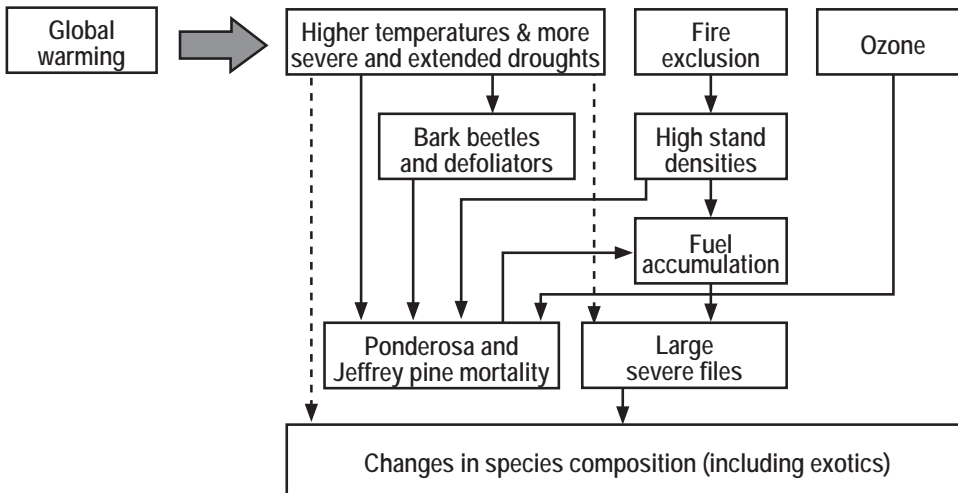 Global
warming
Higher temperatures & more
severe and extended droughts
Fire
exclusion
Ozone
Bark beetles
and defoliators
High stand
densities
Fuel
accumulation
Ponderosa and
Jeffrey pine mortality
Large
severe files
Changes in species composition (including exotics)